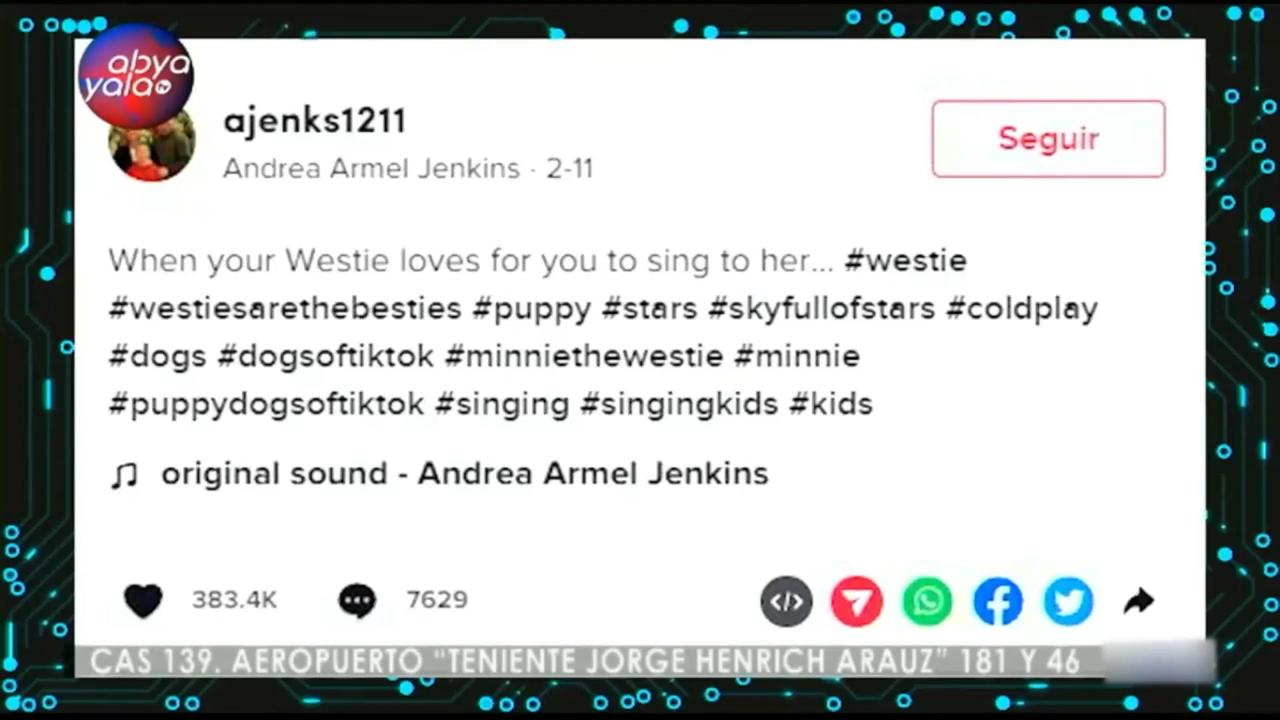 abya
yala tv
ajenks1211
Andrea Armel Jenkins · 2-11
Seguir
When your Westie loves for you to sing to her... #westie
#westiesarethebesties #puppy #stars #skyfullofstars #coldplay
#dogs #dogsoftiktok #minniethewestie #minnie
#puppydogsoftiktok #singing #singingkids #kids
original sound - Andrea Armel Jenkins
383.4K
7629
CAS 139. AEROPUERTO “TENIENTE JORGE HENRICH ARAUZ” 181 Y 46